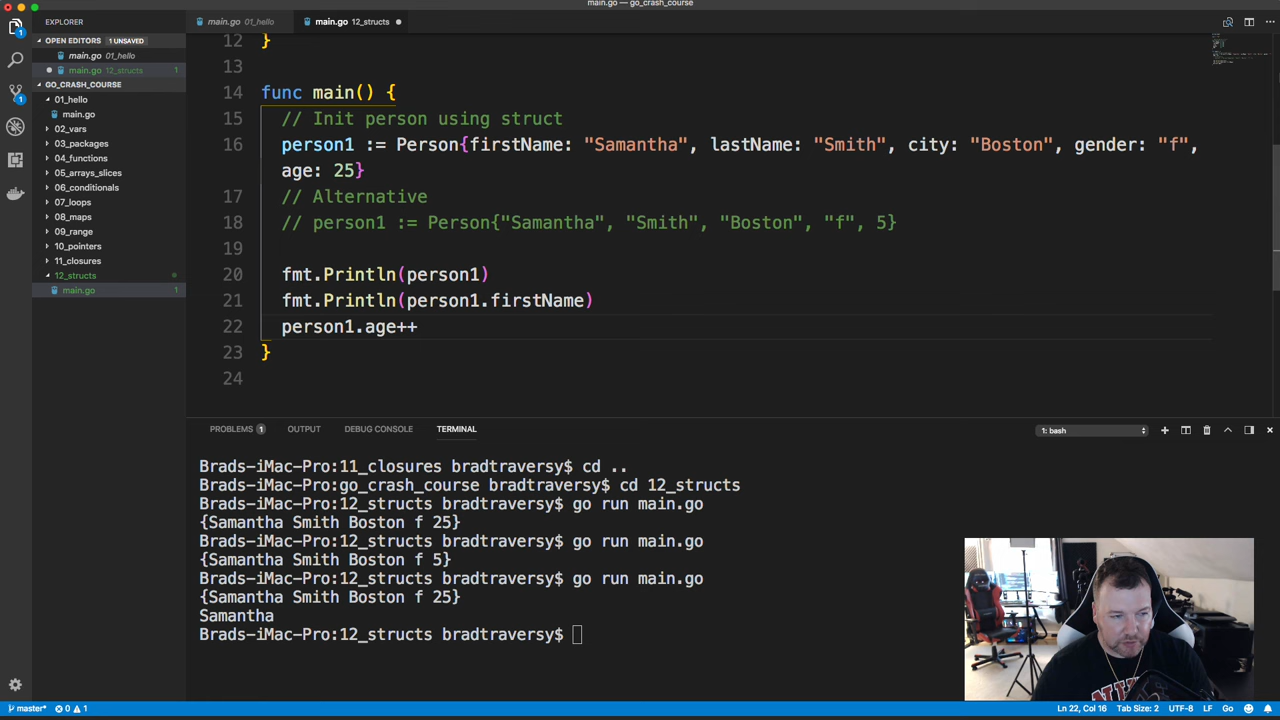 main.go — go_crash_course
EXPLORER
main.go 01_hello
main.go 12_structs
OPEN EDITORS 1 UNSAVED
main.go 01_hello
main.go 12_structs 1
GO_CRASH_COURSE
01_hello
main.go
02_vars
03_packages
04_functions
05_arrays_slices
06_conditionals
07_loops
08_maps
09_range
10_pointers
11_closures
12_structs
main.go 1
1
1
12 }
13
14 func main() {
15 // Init person using struct
16 person1 := Person{firstName: "Samantha", lastName: "Smith", city: "Boston", gender: "f",
age: 25}
17 // Alternative
18 // person1 := Person{"Samantha", "Smith", "Boston", "f", 5}
19
20 fmt.Println(person1)
21 fmt.Println(person1.firstName)
22 person1.age++
23 }
24
PROBLEMS 1 OUTPUT DEBUG CONSOLE TERMINAL 1: bash
Brads-iMac-Pro:11_closures bradtraversy$ cd ..
Brads-iMac-Pro:go_crash_course bradtraversy$ cd 12_structs
Brads-iMac-Pro:12_structs bradtraversy$ go run main.go
{Samantha Smith Boston f 25}
Brads-iMac-Pro:12_structs bradtraversy$ go run main.go
{Samantha Smith Boston f 5}
Brads-iMac-Pro:12_structs bradtraversy$ go run main.go
{Samantha Smith Boston f 25}
Samantha
Brads-iMac-Pro:12_structs bradtraversy$
master* 0 1 Ln 22, Col 16 Tab Size: 2 UTF-8 LF Go